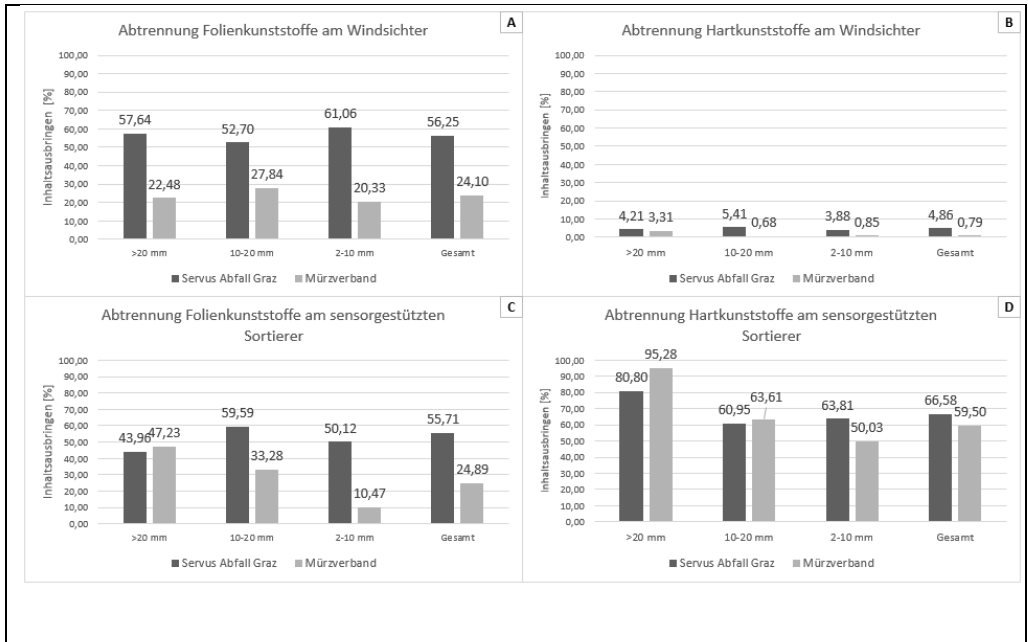 Abtrennung Folienkunststoffe am Windsichter
A
Inhaltsausbringen [%]
100,00
90,00
80,00
70,00
60,00
50,00
40,00
30,00
20,00
10,00
0,00
57,64
22,48
52,70
27,84
61,06
20,33
56,25
24,10
>20 mm
10-20 mm
2-10 mm
Gesamt
Servus Abfall Graz
Mürzverband
Abtrennung Hartkunststoffe am Windsichter
B
Inhaltsausbringen [%]
100,00
90,00
80,00
70,00
60,00
50,00
40,00
30,00
20,00
10,00
0,00
4,21
3,31
5,41
0,68
3,88
0,85
4,86
0,79
>20 mm
10-20 mm
2-10 mm
Gesamt
Servus Abfall Graz
Mürzverband
Abtrennung Folienkunststoffe am sensorgestützten
Sortierer
C
Inhaltsausbringen [%]
100,00
90,00
80,00
70,00
60,00
50,00
40,00
30,00
20,00
10,00
0,00
43,96
47,23
59,59
33,28
50,12
10,47
55,71
24,89
>20 mm
10-20 mm
2-10 mm
Gesamt
Servus Abfall Graz
Mürzverband
Abtrennung Hartkunststoffe am sensorgestützten
Sortierer
D
Inhaltsausbringen [%]
100,00
90,00
80,00
70,00
60,00
50,00
40,00
30,00
20,00
10,00
0,00
80,80
95,28
60,95
63,61
63,81
50,03
66,58
59,50
>20 mm
10-20 mm
2-10 mm
Gesamt
Servus Abfall Graz
Mürzverband